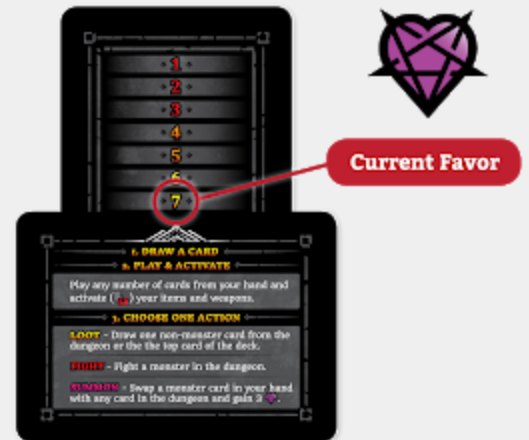 1
2
3
4
5
6
7
Current Favor
1. DRAW A CARD
2. PLAY & ACTIVATE
Play any number of cards from your hand and
activate ( ) your items and weapons.
3. CHOOSE ONE ACTION
LOOT - Draw one non-monster card from the
dungeon or the the top card of the deck.
FIGHT - Fight a monster in the dungeon.
SUMMON - Swap a monster card in your hand
with any card in the dungeon and gain 3 .